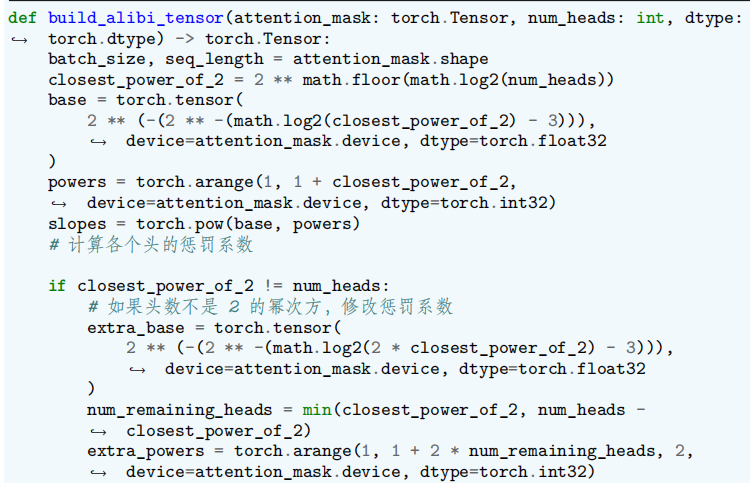 def build_alibi_tensor(attention_mask: torch.Tensor, num_heads: int, dtype:
↪ torch.dtype) -> torch.Tensor:
batch_size, seq_length = attention_mask.shape
closest_power_of_2 = 2 ** math.floor(math.log2(num_heads))
base = torch.tensor(
2 ** (-(2 ** -(math.log2(closest_power_of_2) - 3))),
↪ device=attention_mask.device, dtype=torch.float32
)
powers = torch.arange(1, 1 + closest_power_of_2,
↪ device=attention_mask.device, dtype=torch.int32)
slopes = torch.pow(base, powers)
# 计算各个头的惩罚系数
if closest_power_of_2 != num_heads:
# 如果头数不是 2 的幂次方，修改惩罚系数
extra_base = torch.tensor(
2 ** (-(2 ** -(math.log2(2 * closest_power_of_2) - 3))),
↪ device=attention_mask.device, dtype=torch.float32
)
num_remaining_heads = min(closest_power_of_2, num_heads -
↪ closest_power_of_2)
extra_powers = torch.arange(1, 1 + 2 * num_remaining_heads, 2,
↪ device=attention_mask.device, dtype=torch.int32)